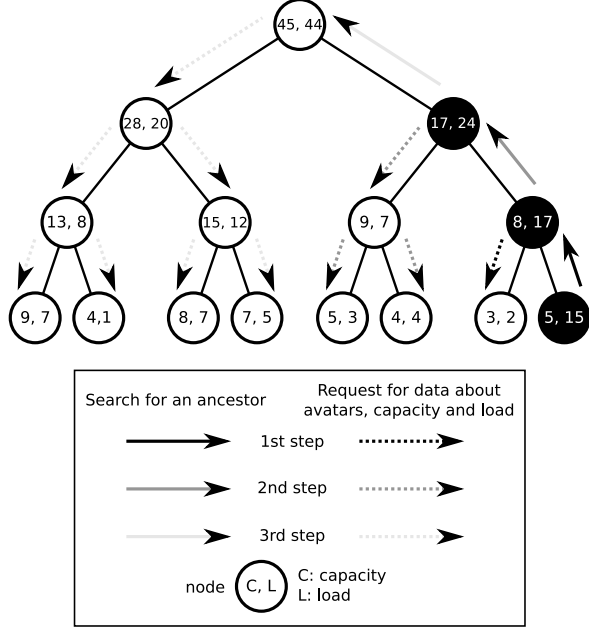 45, 44
28, 20
17, 24
13, 8
15, 12
9, 7
8, 17
9, 7
4,1
8, 7
7, 5
5, 3
4, 4
3, 2
5, 15
Search for an ancestor
Request for data about
avatars, capacity and load
1st step
2nd step
3rd step
node
C, L
C: capacity
L: load